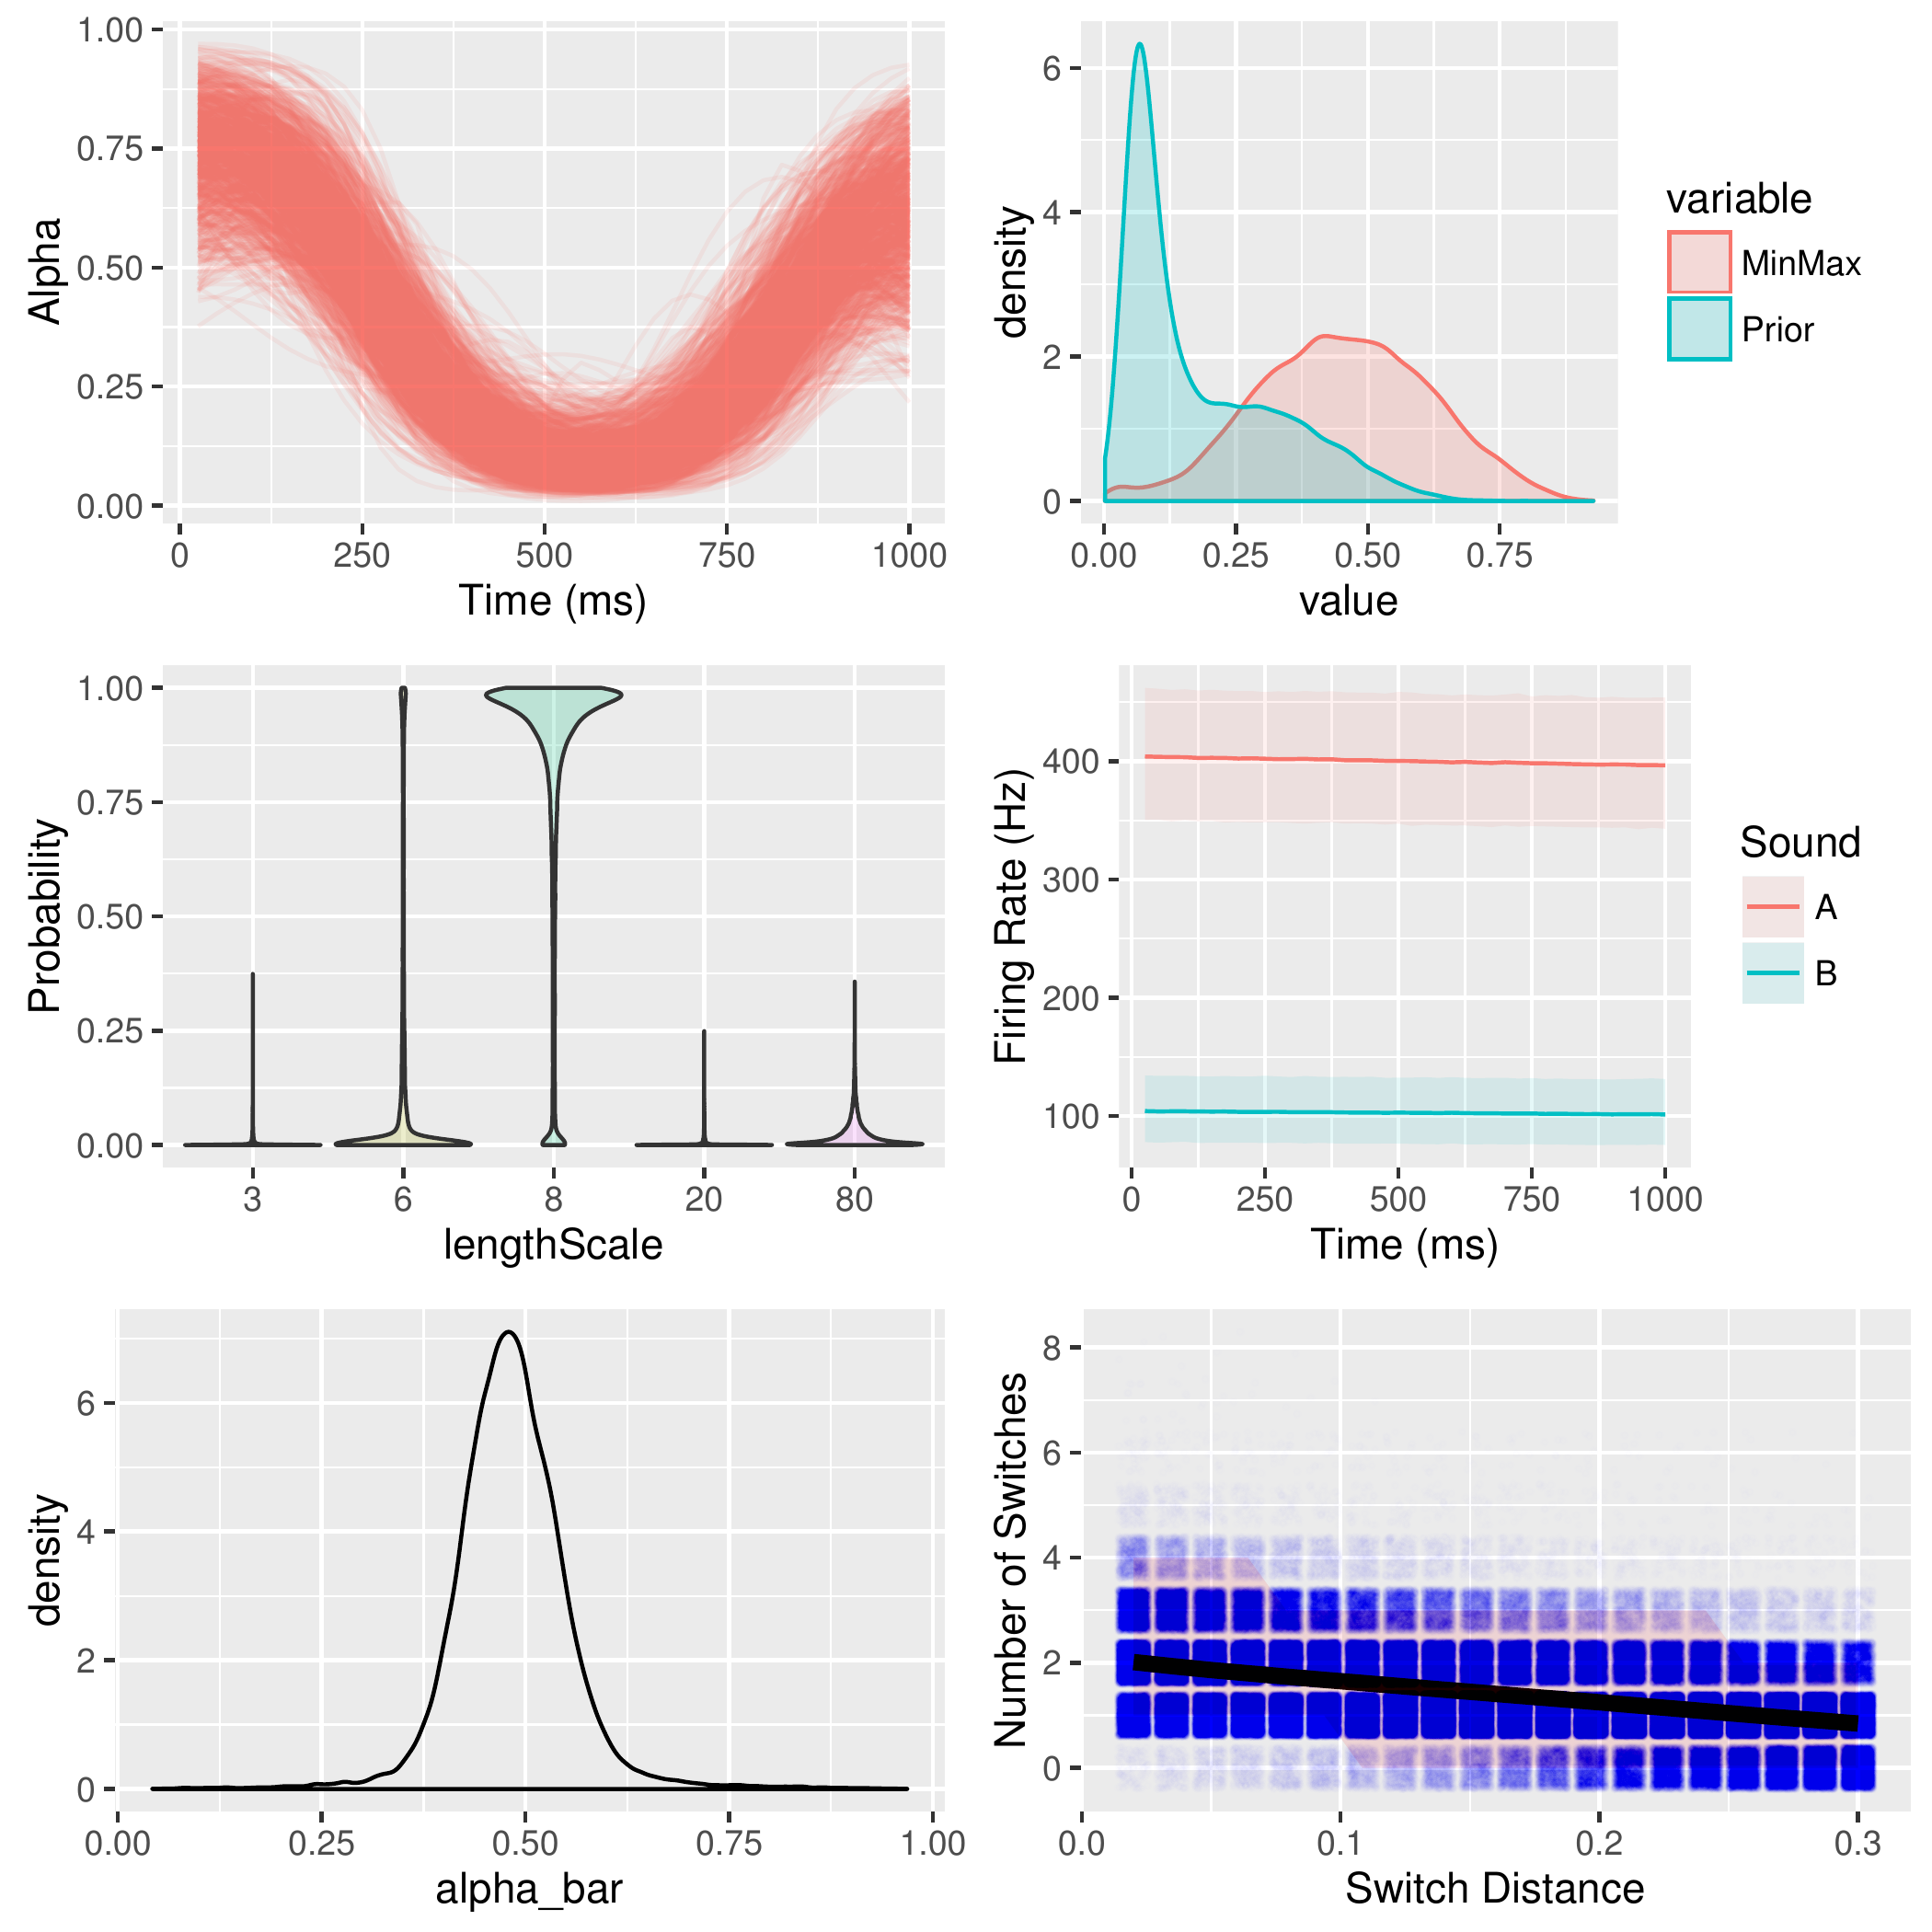 1.00
0.75
0.50
0.25
0.00
Alpha
0 250 500 750 1000
Time (ms)
6
4
2
0
density
0.00 0.25 0.50 0.75
value
variable
MinMax
Prior
1.00
0.75
0.50
0.25
0.00
Probability
3 6 8 20 80
lengthScale
400
300
200
100
Firing Rate (Hz)
0 250 500 750 1000
Time (ms)
Sound
A
B
6
4
2
0
density
0.00 0.25 0.50 0.75 1.00
alpha_bar
8
6
4
2
0
Number of Switches
0.0 0.1 0.2 0.3
Switch Distance